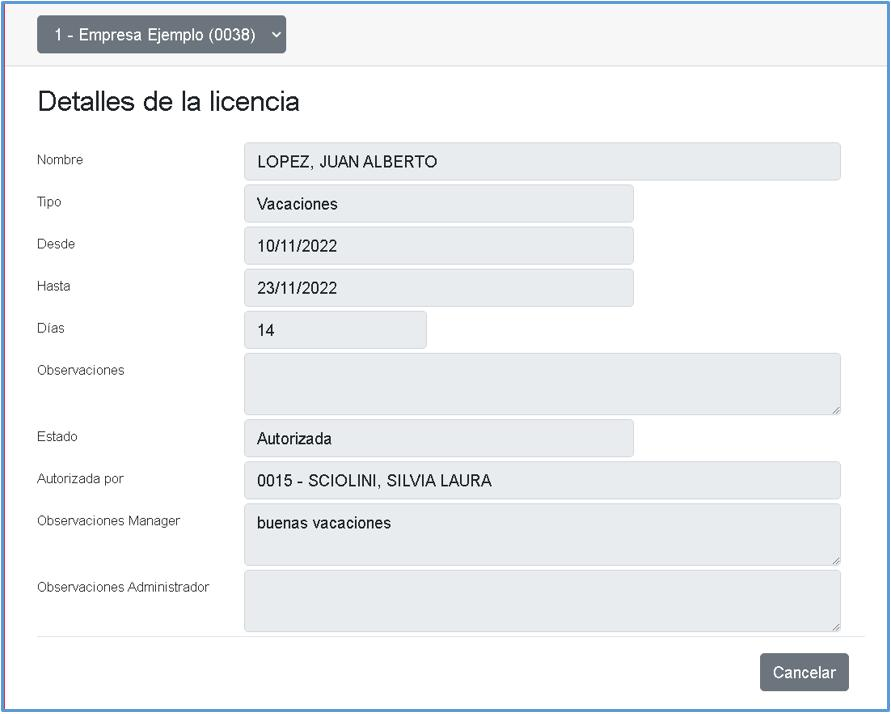 1 - Empresa Ejemplo (0038)
Detalles de la licencia
Nombre LOPEZ, JUAN ALBERTO
Tipo Vacaciones
Desde 10/11/2022
Hasta 23/11/2022
Días 14
Observaciones
Estado Autorizada
Autorizada por 0015 - SCIOLINI, SILVIA LAURA
Observaciones Manager buenas vacaciones
Observaciones Administrador
Cancelar